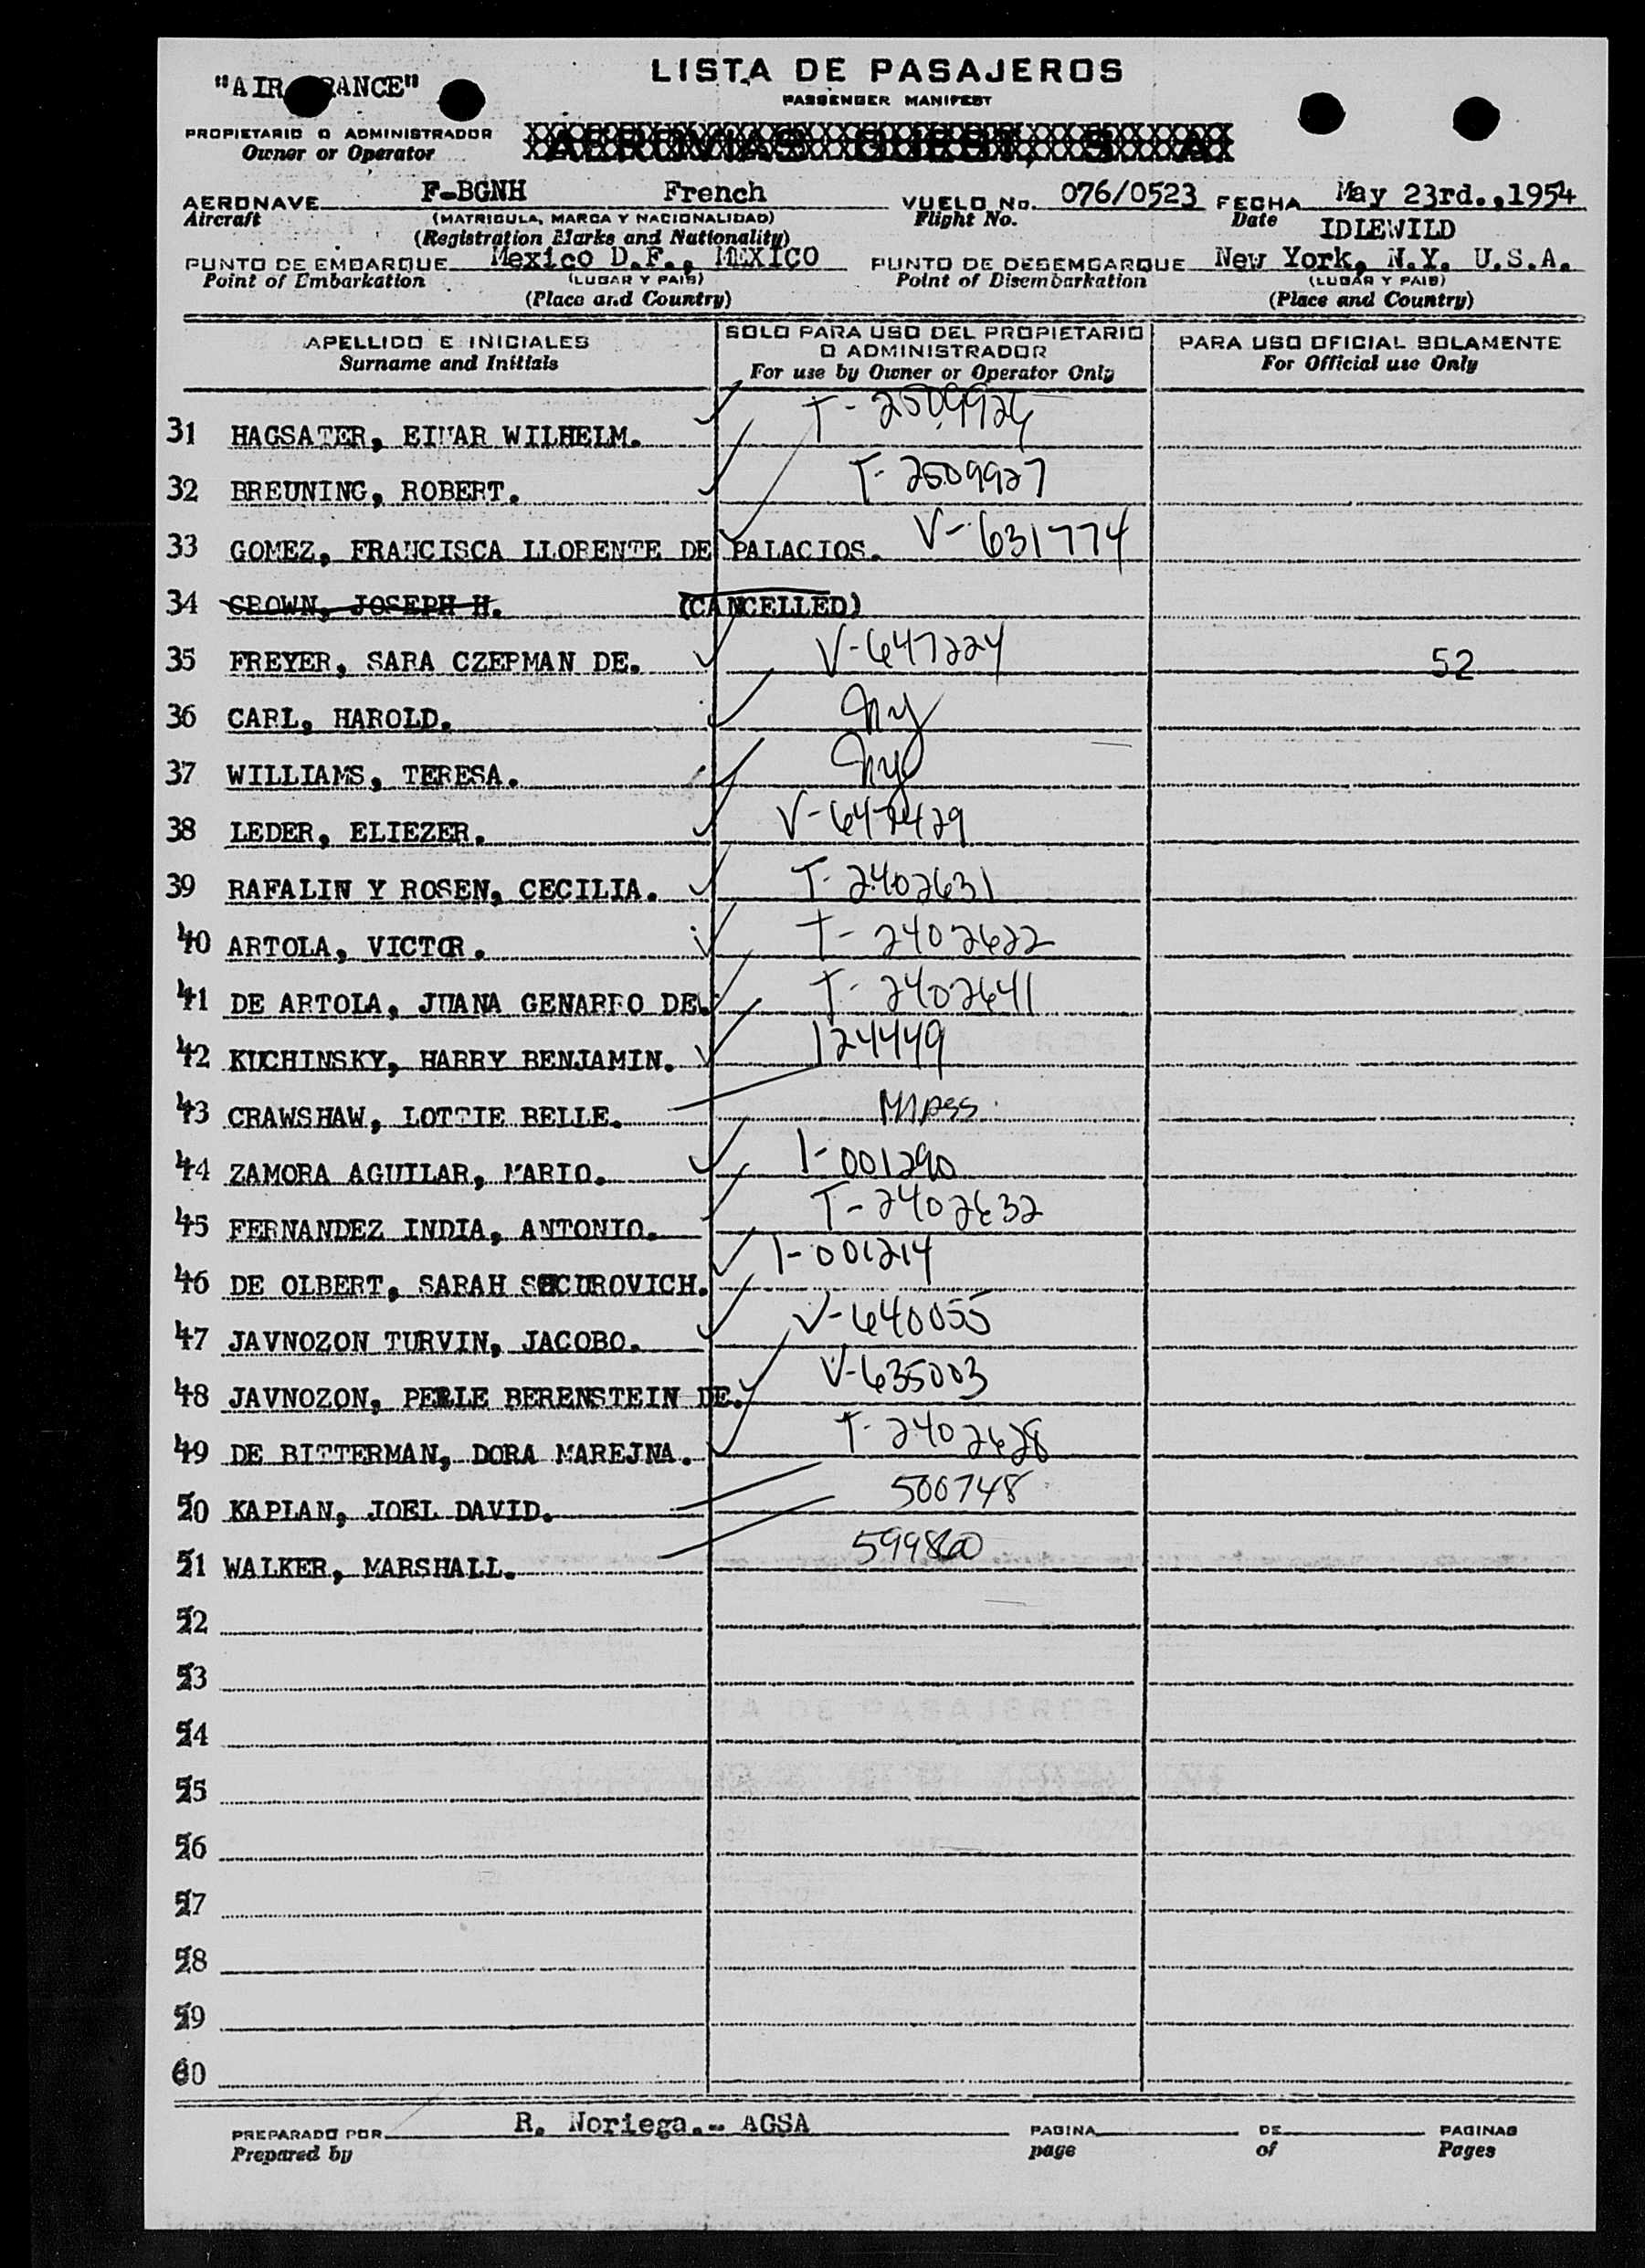 LISTA DE PASAJEROS
PASSENGER MANIFEST
"AIR FRANCE"
PROPIETARIO O ADMINISTRADOR
Owner or Operator
AEROVIAS GUEST, S. A.
AERONAVE F-BGNH French VUELO No. 076/0523 FECHA May 23rd.,1954
Aircraft (MATRICULA, MARCA Y NACIONALIDAD) Flight No. Date IDLEWILD
(Registration Marks and Nationality)
PUNTO DE EMBARQUE Mexico D.F., MEXICO PUNTO DE DESEMBARQUE New York, N.Y. U.S.A.
Point of Embarkation (LUGAR Y PAIS) Point of Disembarkation (LUGAR Y PAIS)
(Place and Country) (Place and Country)
APELLIDO E INICIALES SOLO PARA USO DEL PROPIETARIO O ADMINISTRADOR PARA USO OFICIAL SOLAMENTE
Surname and Initials For use by Owner or Operator Only For Official use Only
31 HAGSATER, EINAR WILHELM. T-2509926
32 BREUNING, ROBERT. T-2509927
33 GOMEZ, FRANCISCA LLORENTE DE PALACIOS. V-631774
34 CROWN, JOSEPH H. (CANCELLED)
35 FREYER, SARA CZEPMAN DE. V-647224 52
36 CARL, HAROLD. Ny
37 WILLIAMS, TERESA. Ny
38 LEDER, ELIEZER.
39 RAFALIN Y ROSEN, CECILIA. T-2402631
40 ARTOLA, VICTOR. T-2402622
41 DE ARTOLA, JUANA GENARRO DE. T-2402641
42 KUCHINSKY, HARRY BENJAMIN. 124449
43 CRAWSHAW, LOTTIE BELLE. Mass.
44 ZAMORA AGUILAR, MARIO. 1-001290
45 FERNANDEZ INDIA, ANTONIO. T-2402632
46 DE OLBERT, SARAH SUCUROVICH. 1-001214
47 JAVNOZON TURVIN, JACOBO. V-640055
48 JAVNOZON, PERLE BERENSTEIN DE. V-635003
49 DE BITTERMAN, DORA MAREJNA. T-2402628
50 KAPLAN, JOEL DAVID. 500748
51 WALKER, MARSHALL. 599860
52
53
54
55
56
57
58
59
60
PREPARADO POR R. Noriega.- AGSA PAGINA DE PAGINAS
Prepared by page of Pages